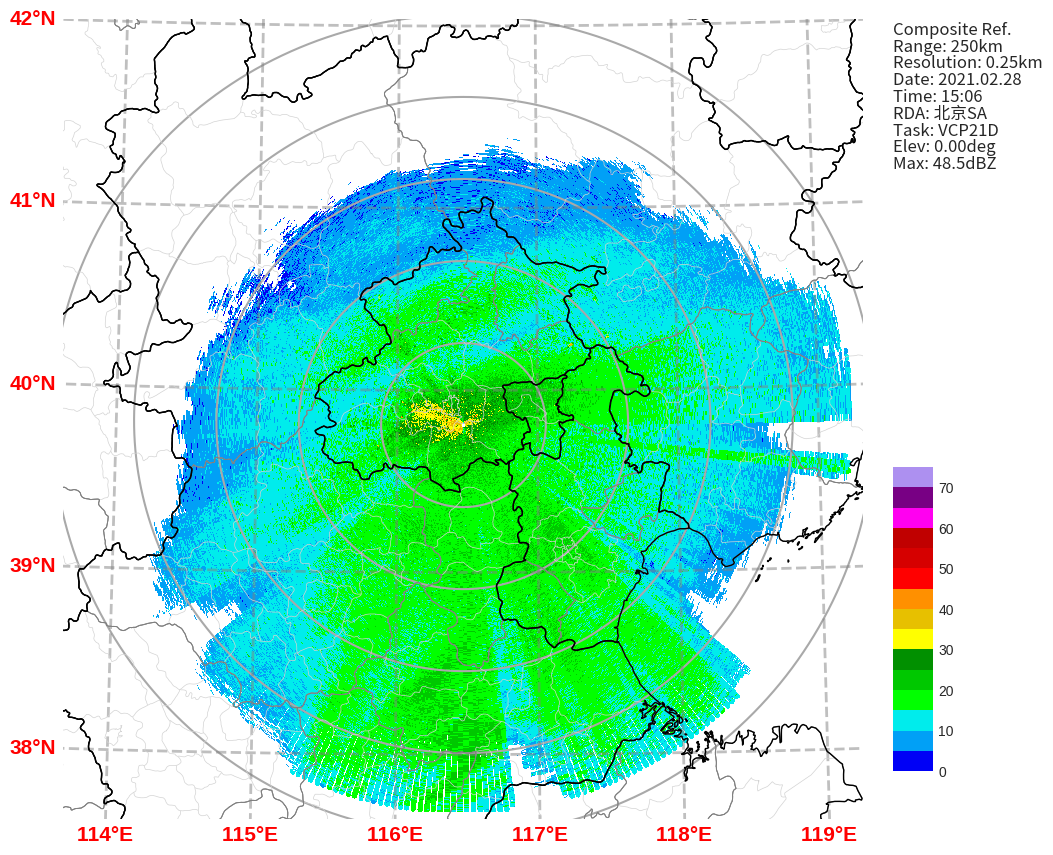 42°N
41°N
40°N
39°N
38°N
114°E
115°E
116°E
117°E
118°E
119°E
Composite Ref.
Range: 250km
Resolution: 0.25km
Date: 2021.02.28
Time: 15:06
RDA: 北京SA
Task: VCP21D
Elev: 0.00deg
Max: 48.5dBZ
70
60
50
40
30
20
10
0